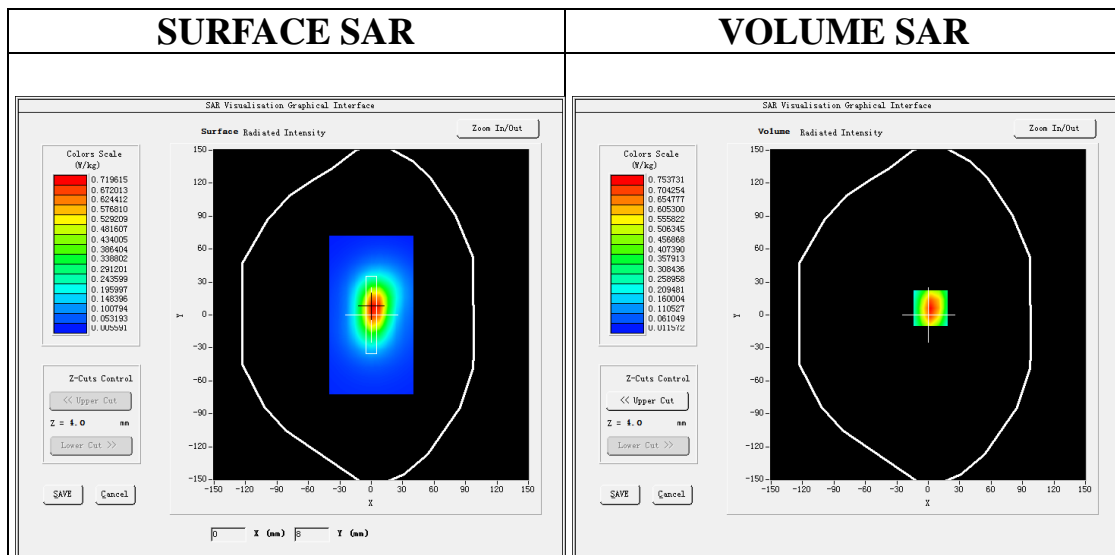 SURFACE SAR
VOLUME SAR
SAR Visualisation Graphical Interface
Surface Radiated Intensity
Zoom In/Out
Colors Scale
(W/kg)
0.719615
0.672013
0.624412
0.576810
0.529209
0.481607
0.434005
0.386404
0.338802
0.291201
0.243599
0.195997
0.148396
0.100794
0.053193
0.005591
Z-Cuts Control
<< Upper Cut
Z = 4.0 mm
Lower Cut >>
SAVE Cancel
150
120
90
60
30
0
-30
-60
-90
-120
-150
Y
-150 -120 -90 -60 -30 0 30 60 90 120 150
X
0 X (mm) 8 Y (mm)
SAR Visualisation Graphical Interface
Volume Radiated Intensity
Zoom In/Out
Colors Scale
(W/kg)
0.753731
0.704254
0.654777
0.605300
0.555822
0.506345
0.456868
0.407390
0.357913
0.308436
0.258958
0.209481
0.160004
0.110527
0.061049
0.011572
Z-Cuts Control
<< Upper Cut
Z = 4.0 mm
Lower Cut >>
SAVE Cancel
150
120
90
60
30
0
-30
-60
-90
-120
-150
Y
-150 -120 -90 -60 -30 0 30 60 90 120 150
X